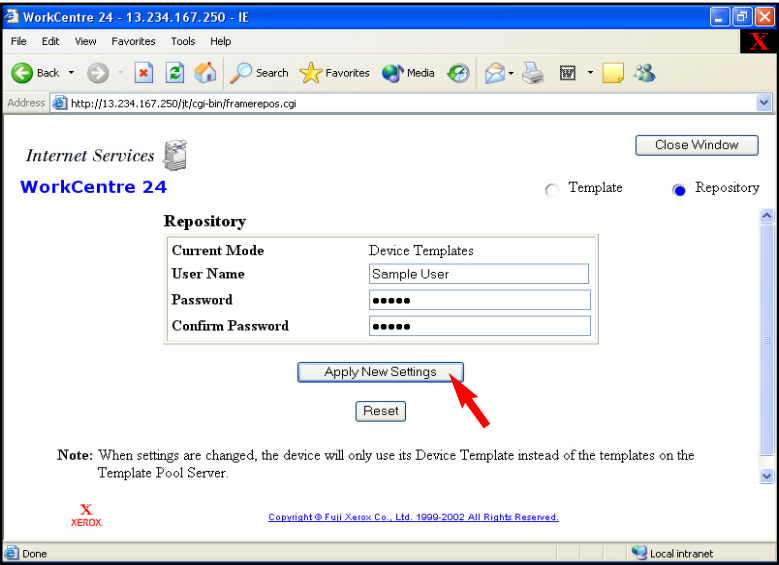 WorkCentre 24 - 13.234.167.250 - IE
File Edit View Favorites Tools Help
X
Back Search Favorites Media
Address http://13.234.167.250/jt/cgi-bin/framerepos.cgi
Internet Services
Close Window
WorkCentre 24
Template Repository
Repository
Current Mode Device Templates
User Name Sample User
Password •••••
Confirm Password •••••
Apply New Settings
Reset
Note: When settings are changed, the device will only use its Device Template instead of the templates on the
Template Pool Server.
X
XEROX.
Copyright © Fuji Xerox Co., Ltd. 1999-2002 All Rights Reserved.
Done Local intranet